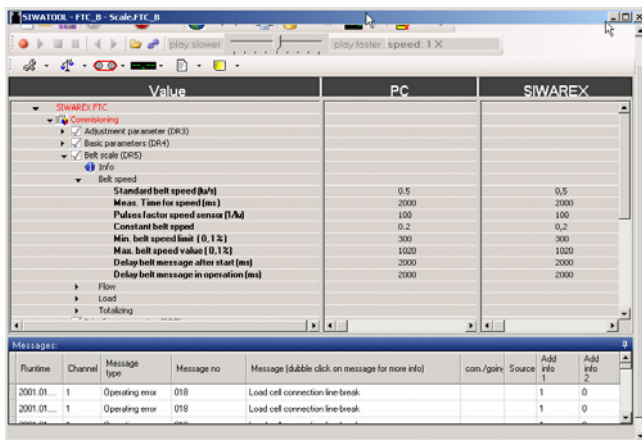 SIWATOOL - FTC_B - Scale.FTC_B
play slower play faster speed: 1 X
Value PC SIWAREX
SIWAREX FTC
Commisioning
Adjustment parameter (DR3)
Basic parameters (DR4)
Belt scale (DR5)
Info
Belt speed
Standard belt speed (lu/s) 0.5 0,5
Meas. Time for speed (ms) 2000 2000
Pulses factor speed sensor (1/lu) 100 100
Constant belt spped 0.2 0,2
Min. belt speed limit ( 0,1%) 300 300
Max. belt speed value ( 0,1%) 1020 1020
Delay belt message after start (ms) 2000 2000
Delay belt message in operation (ms) 2000 2000
Flow
Load
Totalizing
Messages:
Runtime Channel Message type Message no Message (dubble click on message for more info) com./goin Source Add info 1 Add info 2
2001.01.... 1 Operating error 018 Load cell connection line-break. 1 0
2001.01.... 1 Operating error 018 Load cell connection line-break. 1 0